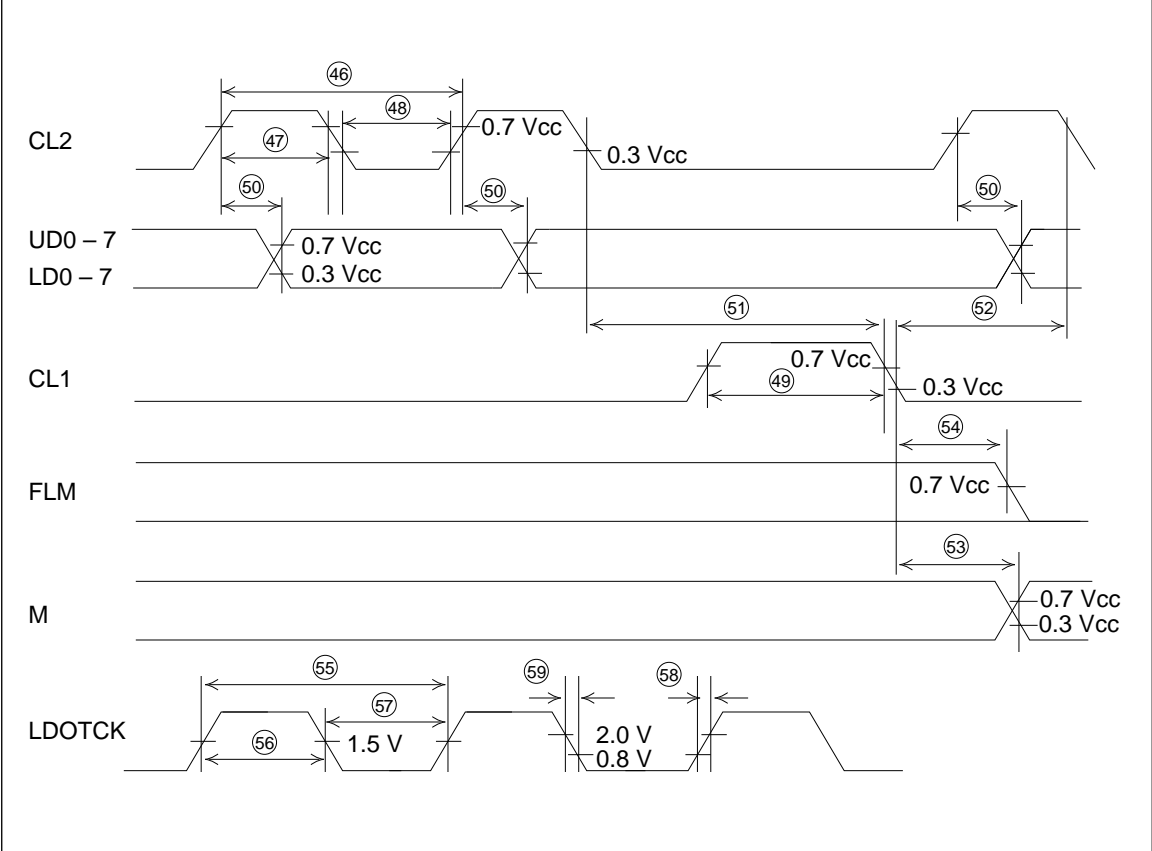 ㊻
㊽
CL2
㊼
0.7 Vcc
0.3 Vcc
㊿
㊿
㊿
UD0 – 7
0.7 Vcc
LD0 – 7
0.3 Vcc
51
52
CL1
0.7 Vcc
㊾
0.3 Vcc
54
FLM
0.7 Vcc
53
M
0.7 Vcc
0.3 Vcc
55
59
58
57
LDOTCK
56
1.5 V
2.0 V
0.8 V